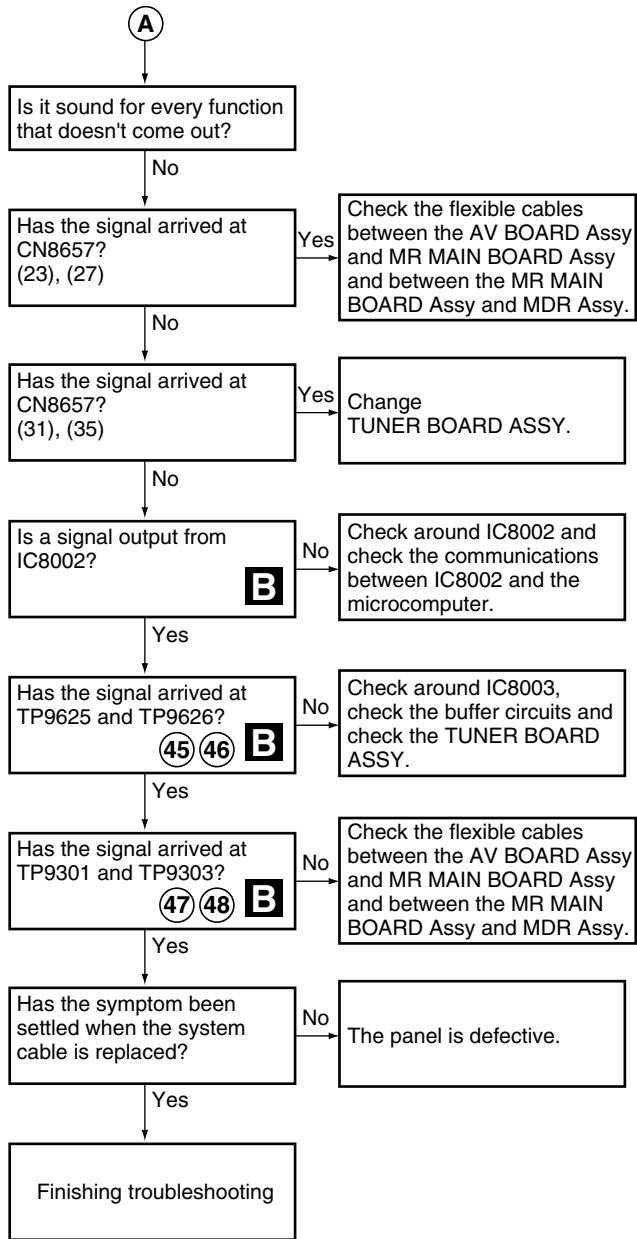 A
Is it sound for every function
that doesn't come out?
No
Has the signal arrived at
CN8657?
(23), (27)
Yes
Check the flexible cables
between the AV BOARD Assy
and MR MAIN BOARD Assy
and between the MR MAIN
BOARD Assy and MDR Assy.
No
Has the signal arrived at
CN8657?
(31), (35)
Yes
Change
TUNER BOARD ASSY.
No
Is a signal output from
IC8002?
B
No
Check around IC8002 and
check the communications
between IC8002 and the
microcomputer.
Yes
Has the signal arrived at
TP9625 and TP9626?
45 46 B
No
Check around IC8003,
check the buffer circuits and
check the TUNER BOARD
ASSY.
Yes
Has the signal arrived at
TP9301 and TP9303?
47 48 B
No
Check the flexible cables
between the AV BOARD Assy
and MR MAIN BOARD Assy
and between the MR MAIN
BOARD Assy and MDR Assy.
Yes
Has the symptom been
settled when the system
cable is replaced?
No
The panel is defective.
Yes
Finishing troubleshooting